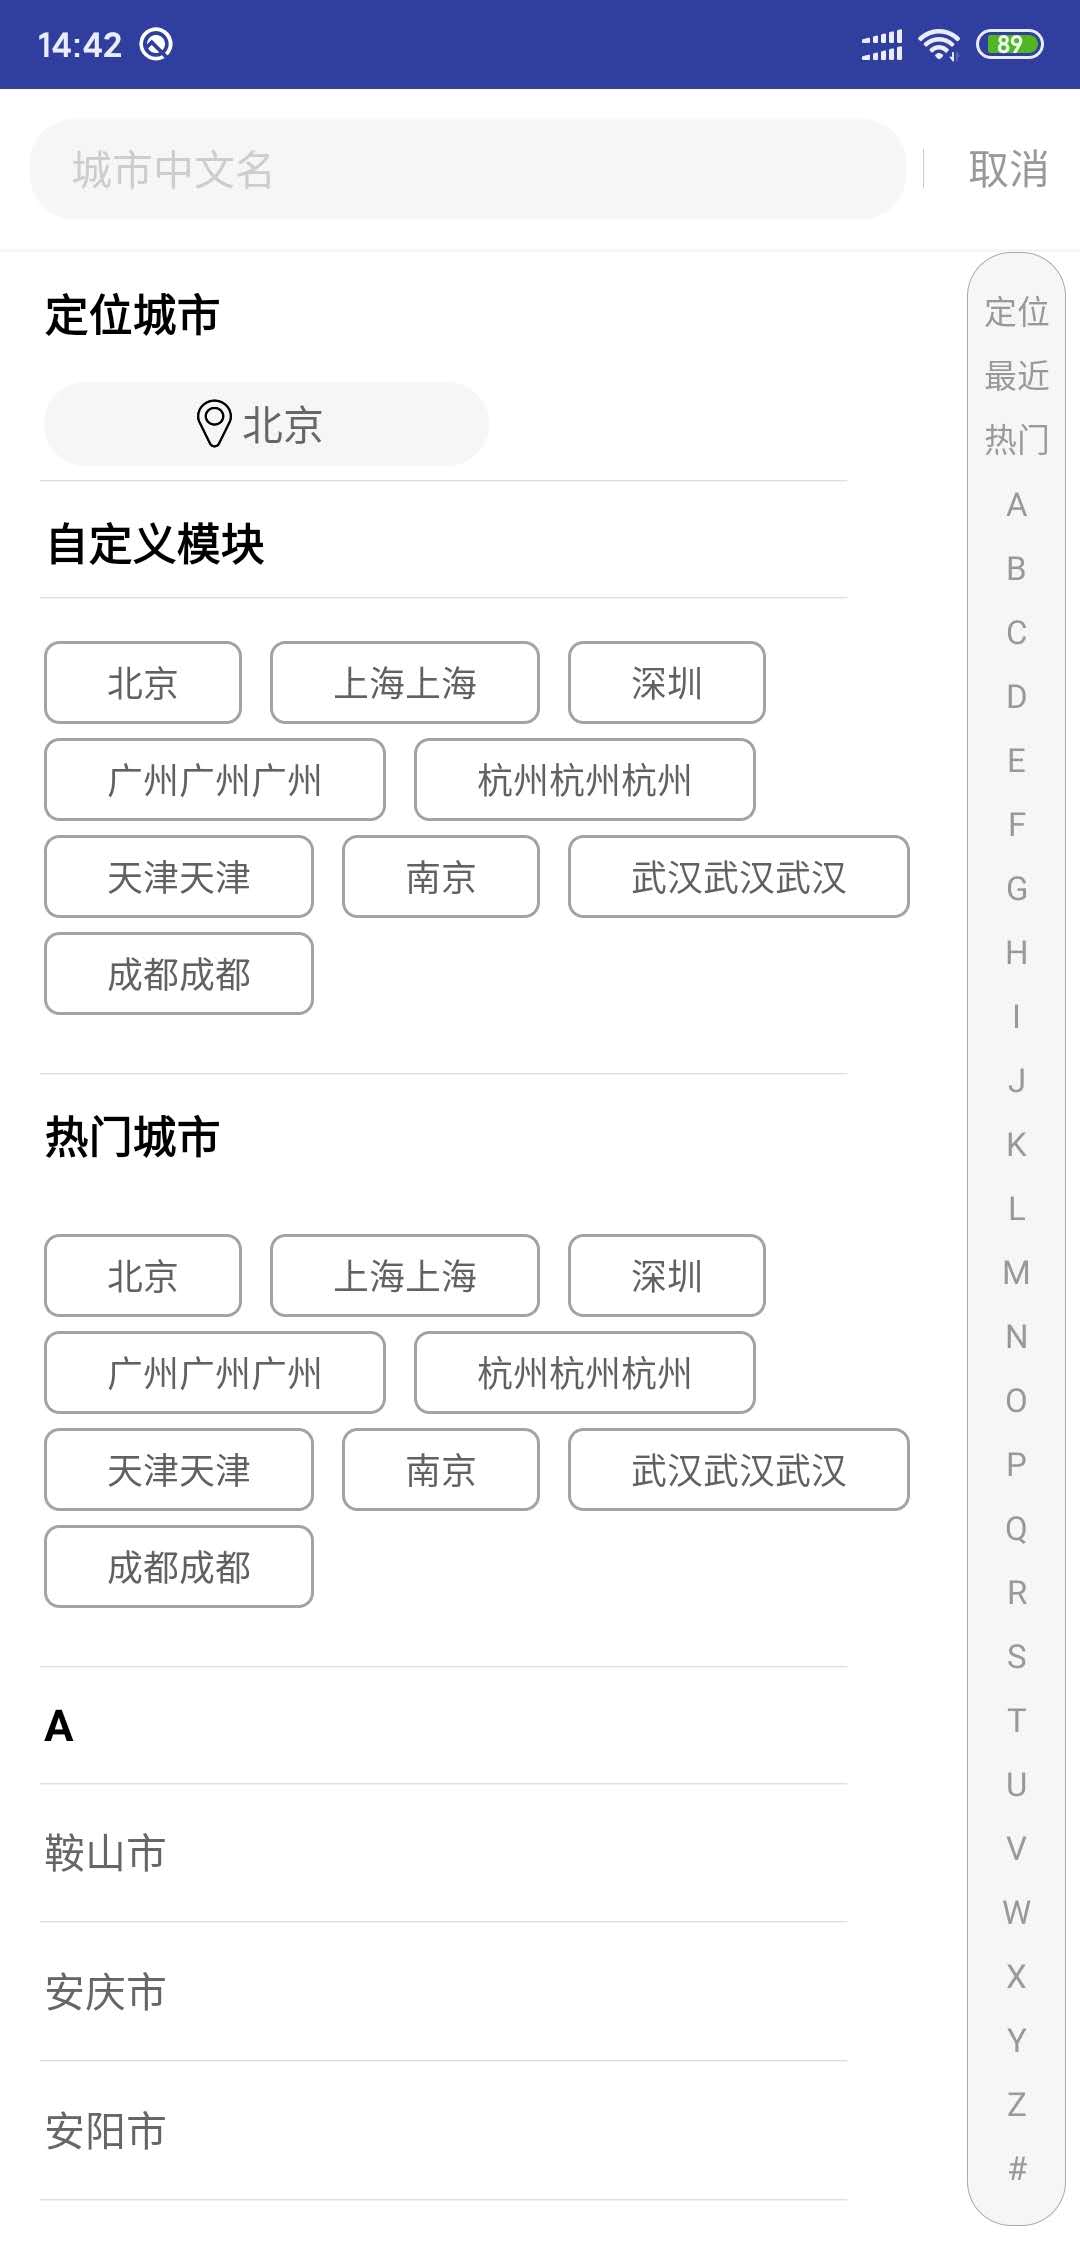 14:42 89
城市中文名 取消
定位城市
北京
自定义模块
北京 上海上海 深圳
广州广州广州 杭州杭州杭州
天津天津 南京 武汉武汉武汉
成都成都
热门城市
北京 上海上海 深圳
广州广州广州 杭州杭州杭州
天津天津 南京 武汉武汉武汉
成都成都
A
鞍山市
安庆市
安阳市
定位
最近
热门
A
B
C
D
E
F
G
H
I
J
K
L
M
N
O
P
Q
R
S
T
U
V
W
X
Y
Z
#